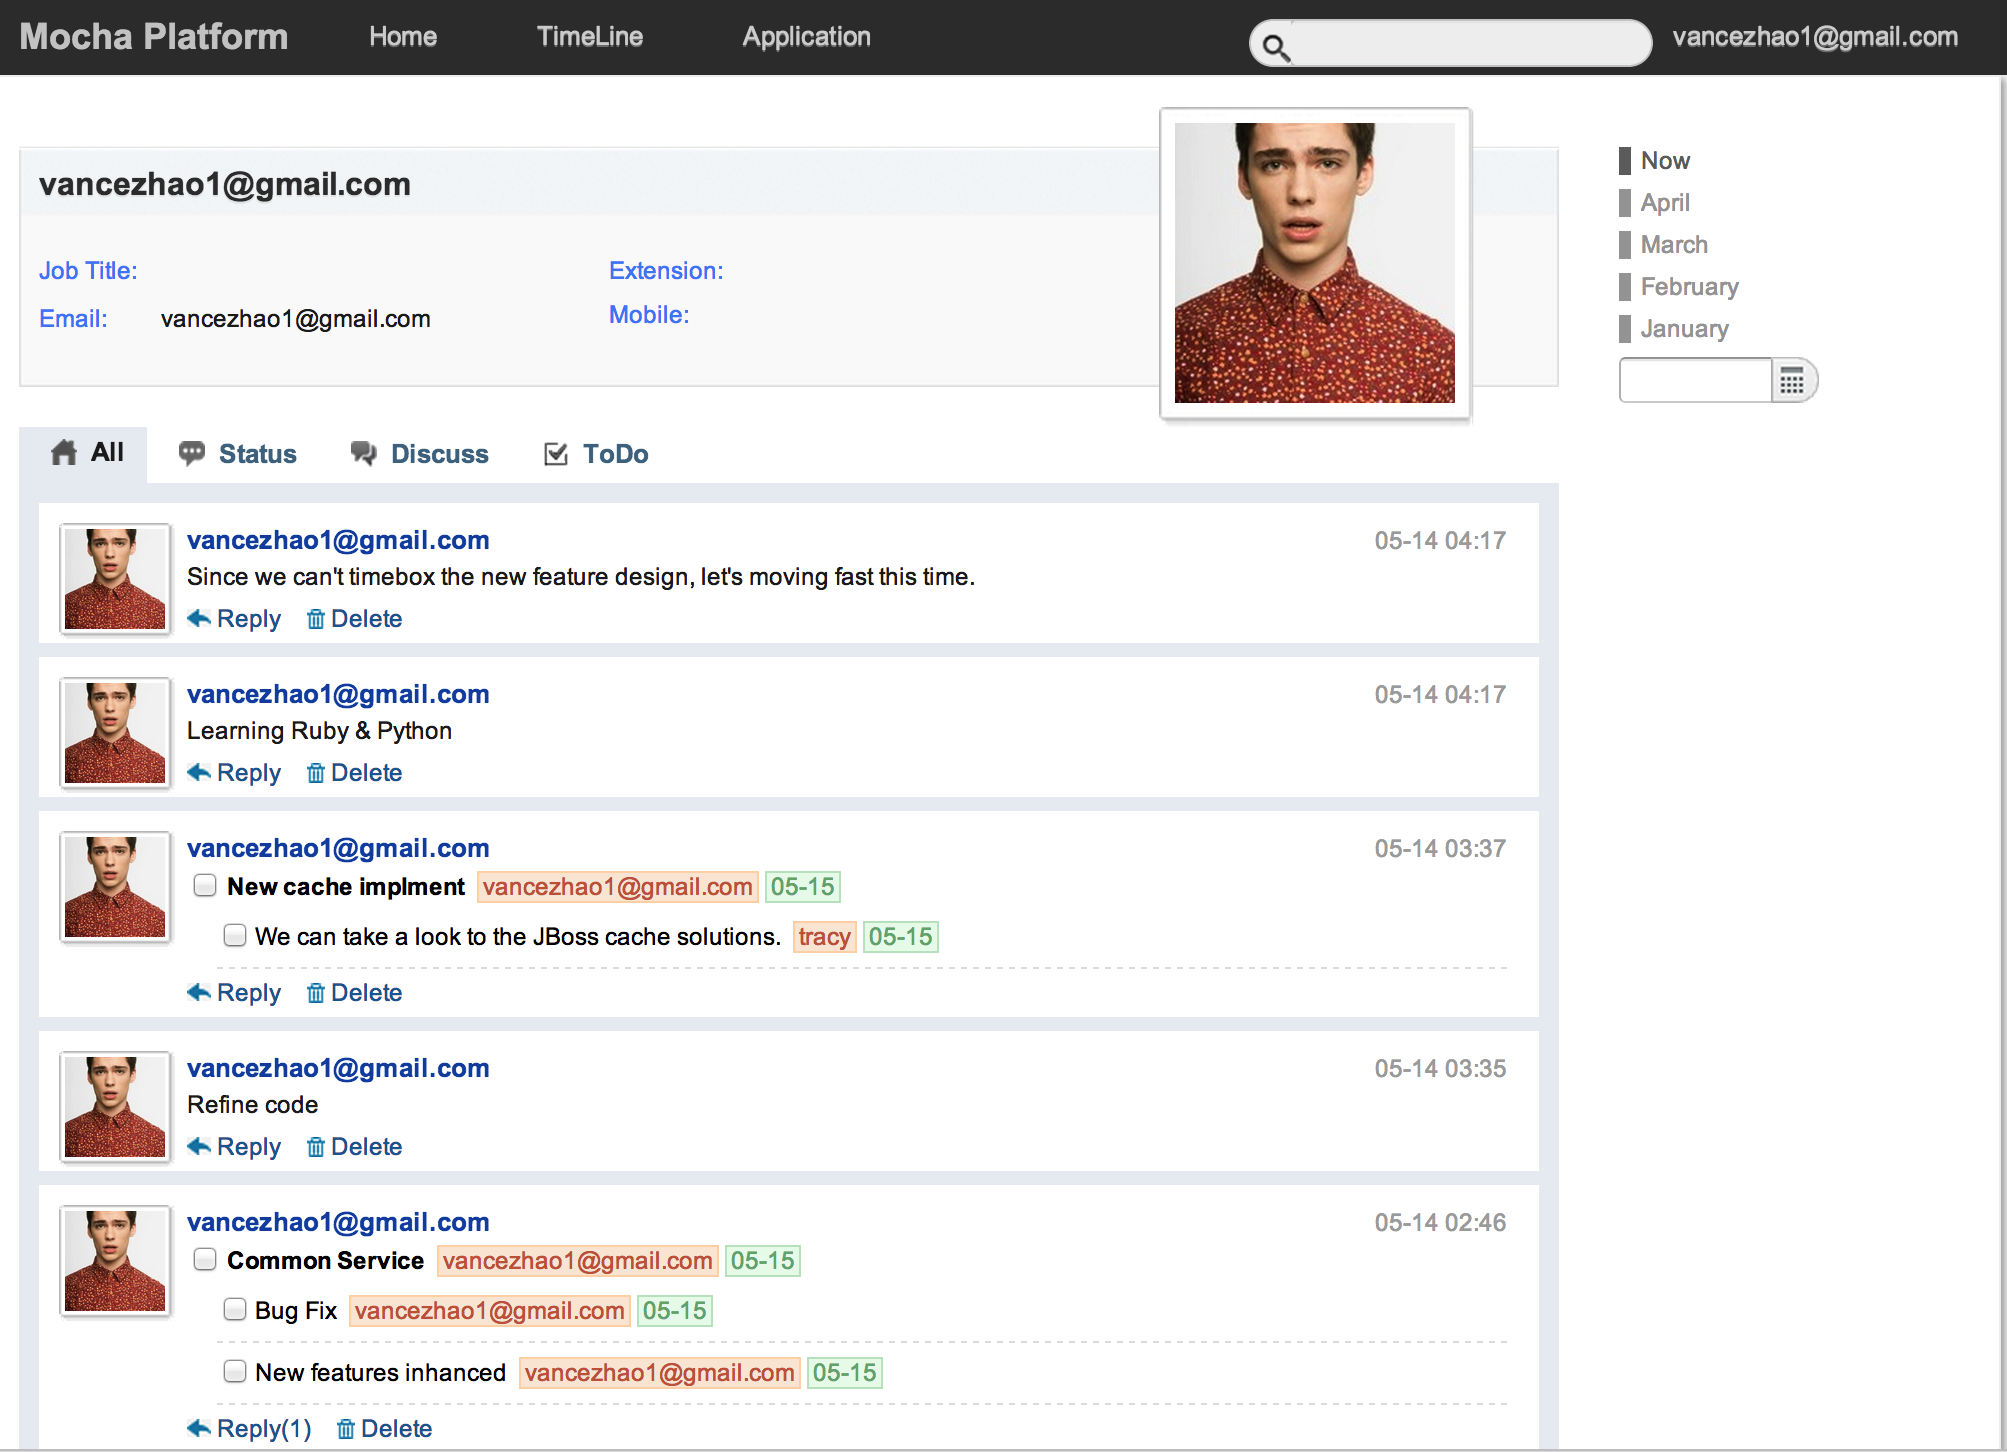 Mocha Platform Home TimeLine Application vancezhao1@gmail.com
vancezhao1@gmail.com
Job Title: Extension:
Email: vancezhao1@gmail.com Mobile:
Now
April
March
February
January
All Status Discuss ToDo
vancezhao1@gmail.com 05-14 04:17
Since we can't timebox the new feature design, let's moving fast this time.
Reply Delete
vancezhao1@gmail.com 05-14 04:17
Learning Ruby & Python
Reply Delete
vancezhao1@gmail.com 05-14 03:37
New cache implment vancezhao1@gmail.com 05-15
We can take a look to the JBoss cache solutions. tracy 05-15
Reply Delete
vancezhao1@gmail.com 05-14 03:35
Refine code
Reply Delete
vancezhao1@gmail.com 05-14 02:46
Common Service vancezhao1@gmail.com 05-15
Bug Fix vancezhao1@gmail.com 05-15
New features inhanced vancezhao1@gmail.com 05-15
Reply(1) Delete